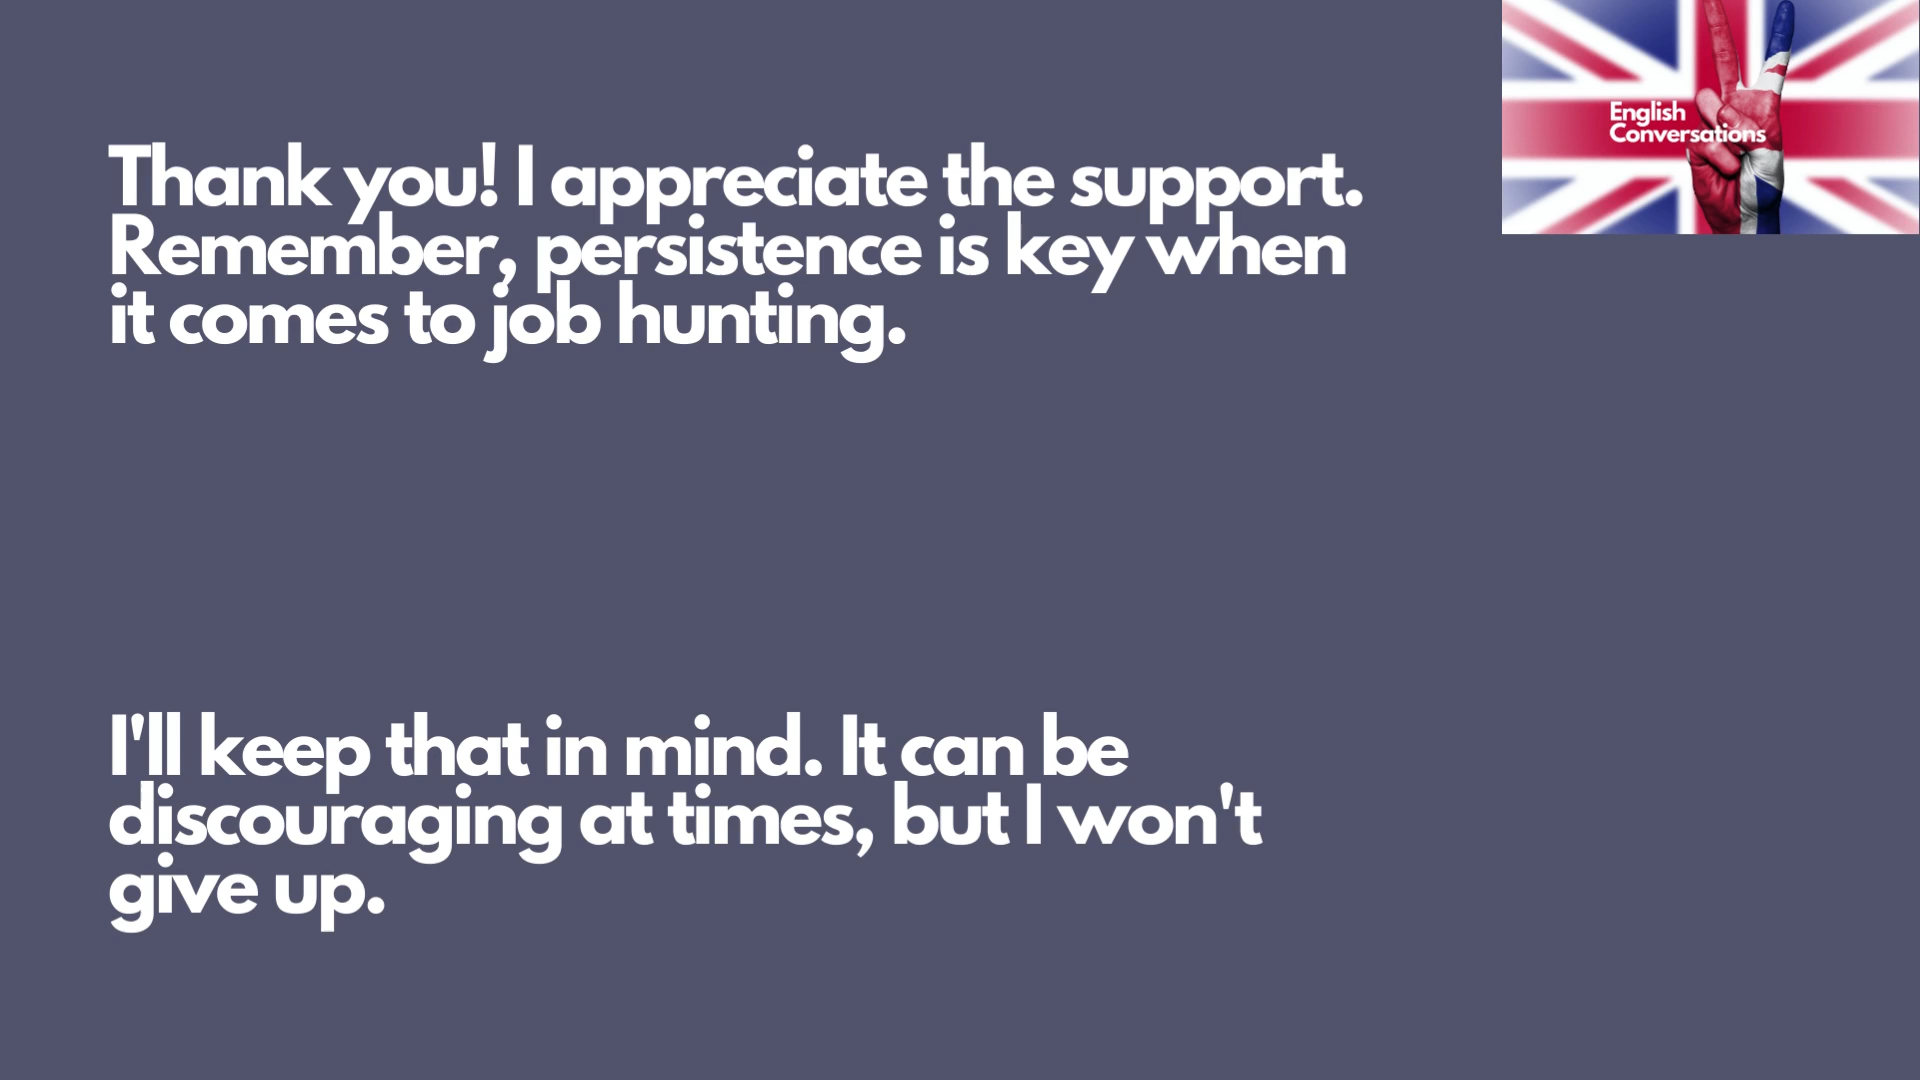 English
Conversations
Thank you! I appreciate the support.
Remember, persistence is key when
it comes to job hunting.
I'll keep that in mind. It can be
discouraging at times, but I won't
give up.